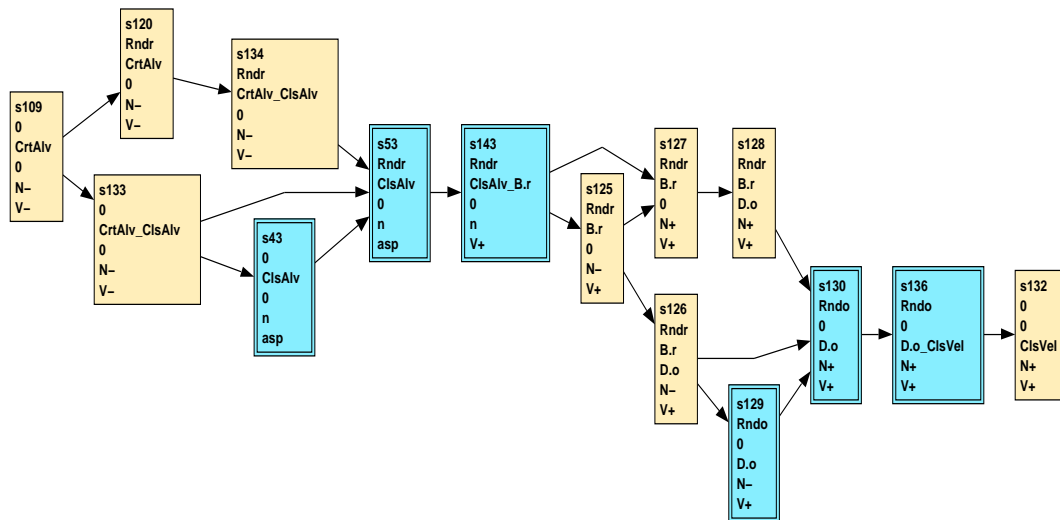 s120
Rndr
CrtAlv
0
N–
V–
s134
Rndr
CrtAlv_ClsAlv
0
N–
V–
s109
0
CrtAlv
0
N–
V–
s133
0
CrtAlv_ClsAlv
0
N–
V–
s43
0
ClsAlv
0
n
asp
s53
Rndr
ClsAlv
0
n
asp
s143
Rndr
ClsAlv_B.r
0
n
V+
s125
Rndr
B.r
0
N–
V+
s127
Rndr
B.r
0
N+
V+
s128
Rndr
B.r
D.o
N+
V+
s126
Rndr
B.r
D.o
N–
V+
s129
Rndo
0
D.o
N–
V+
s130
Rndo
0
D.o
N+
V+
s136
Rndo
0
D.o_ClsVel
N+
V+
s132
0
0
ClsVel
N+
V+